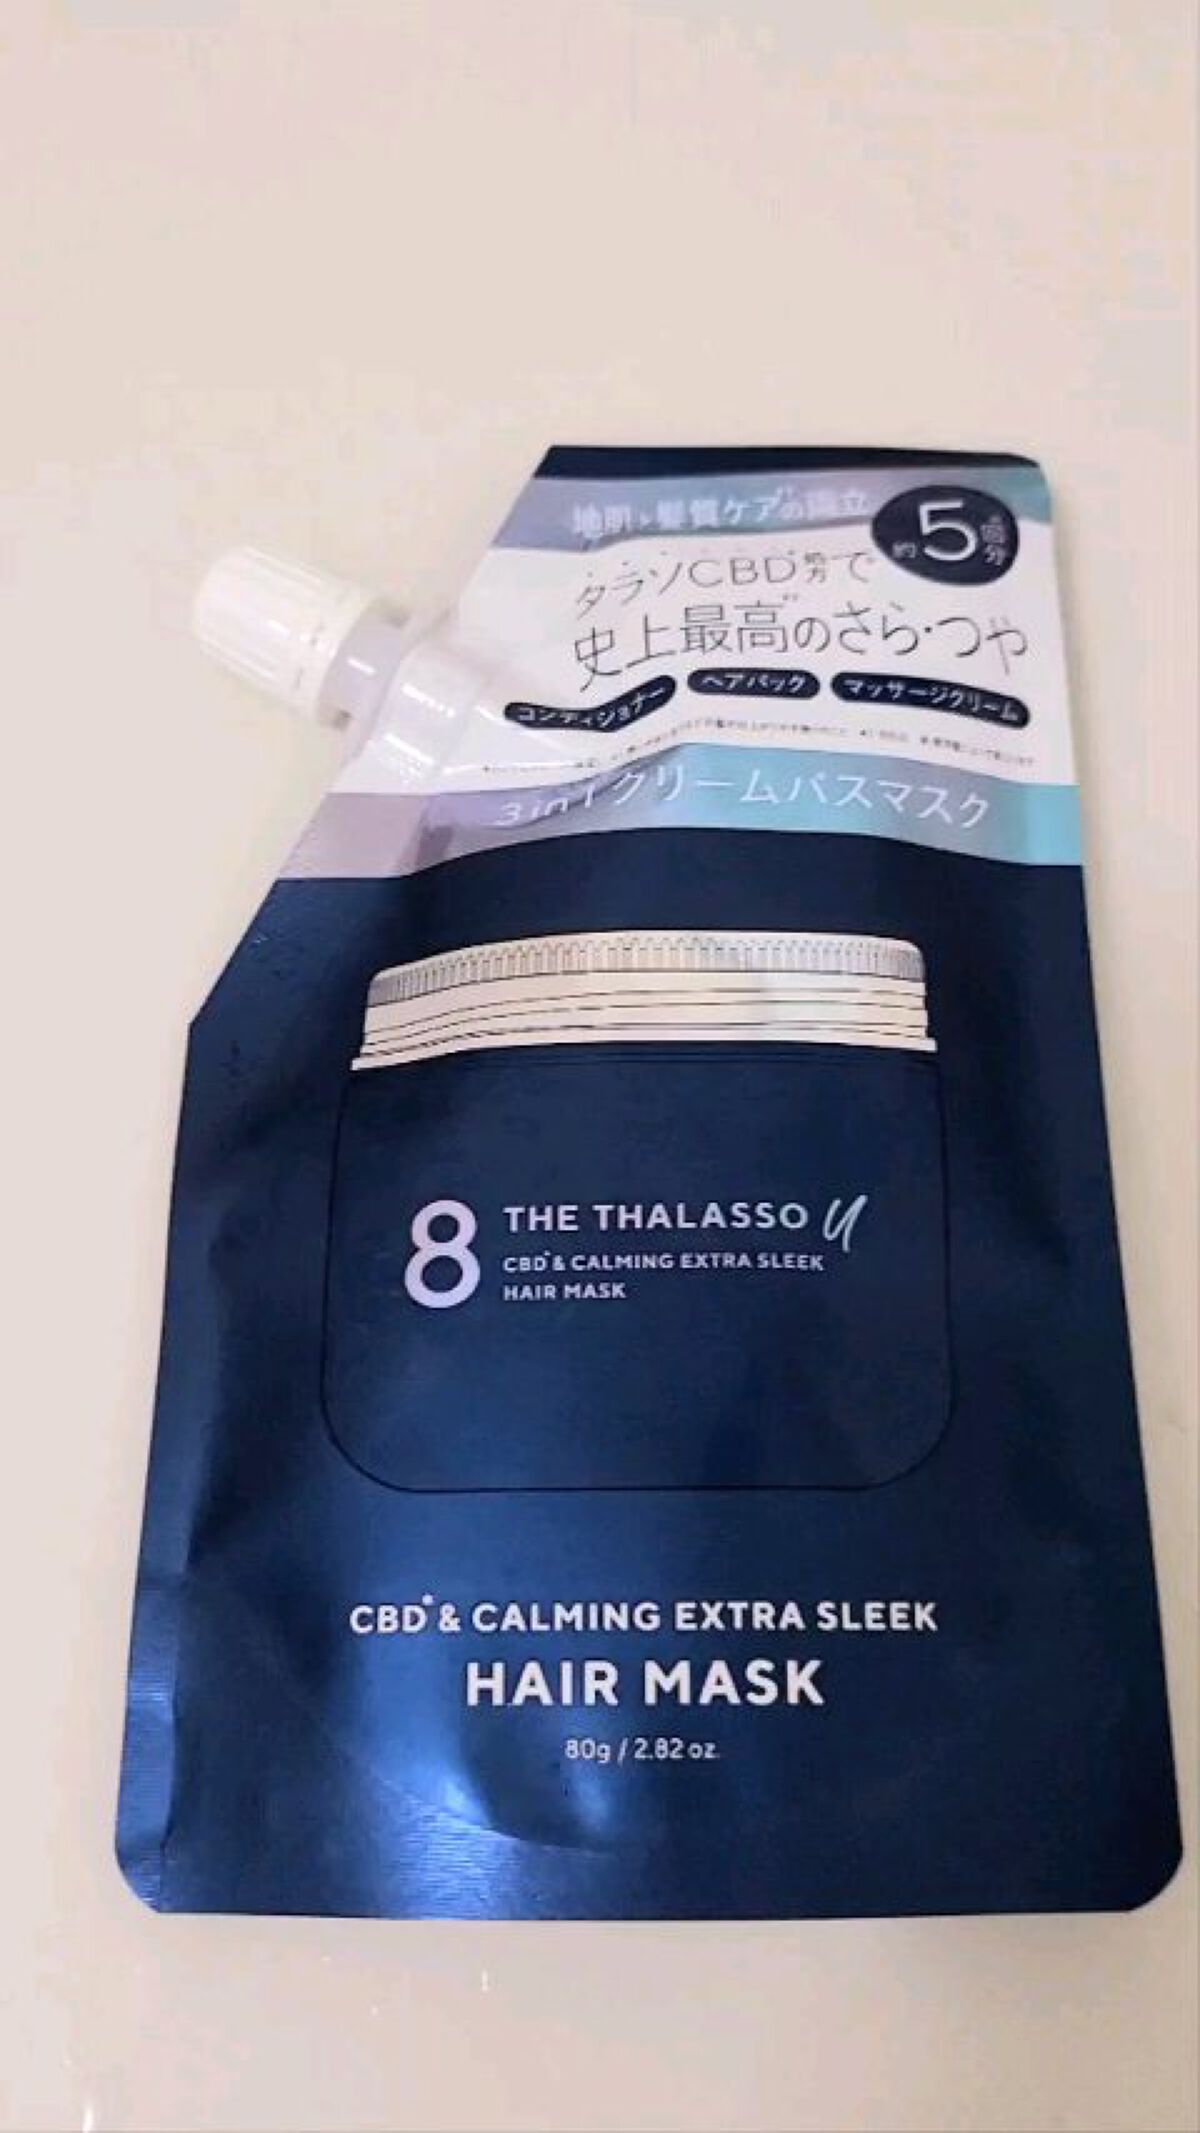 地肌・髪質ケアの両立
約5回分
タラソCBD処方で
史上最高のさら・つや
コンディショナー ヘアパック マッサージクリーム
3in1クリームバスマスク
8 THE THALASSO u
CBD* & CALMING EXTRA SLEEK
HAIR MASK
CBD* & CALMING EXTRA SLEEK
HAIR MASK
80g / 2.82 oz.